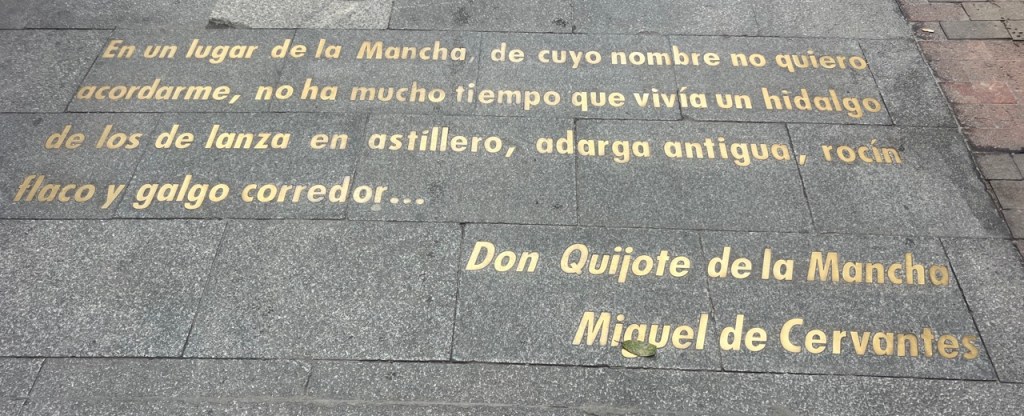 En un lugar de la Mancha, de cuyo nombre no quiero
acordarme, no ha mucho tiempo que vivía un hidalgo
de los de lanza en astíllero, adarga antigua, rocín
flaco y galgo corredor...
Don Quijote de la Mancha
Miguel de Cervantes